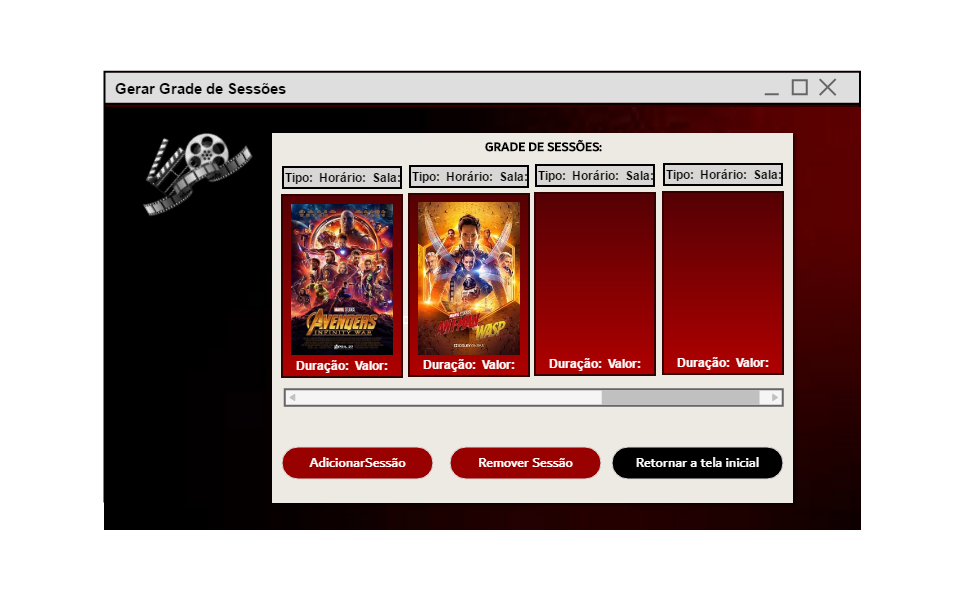 Gerar Grade de Sessões
GRADE DE SESSÕES:
Tipo: Horário: Sala:
Tipo: Horário: Sala:
Tipo: Horário: Sala:
Tipo: Horário: Sala:
MARVEL STUDIOS
AVENGERS
INFINITY WAR
ANT-MAN
WASP
Duração: Valor:
Duração: Valor:
Duração: Valor:
Duração: Valor:
AdicionarSessão
Remover Sessão
Retornar a tela inicial